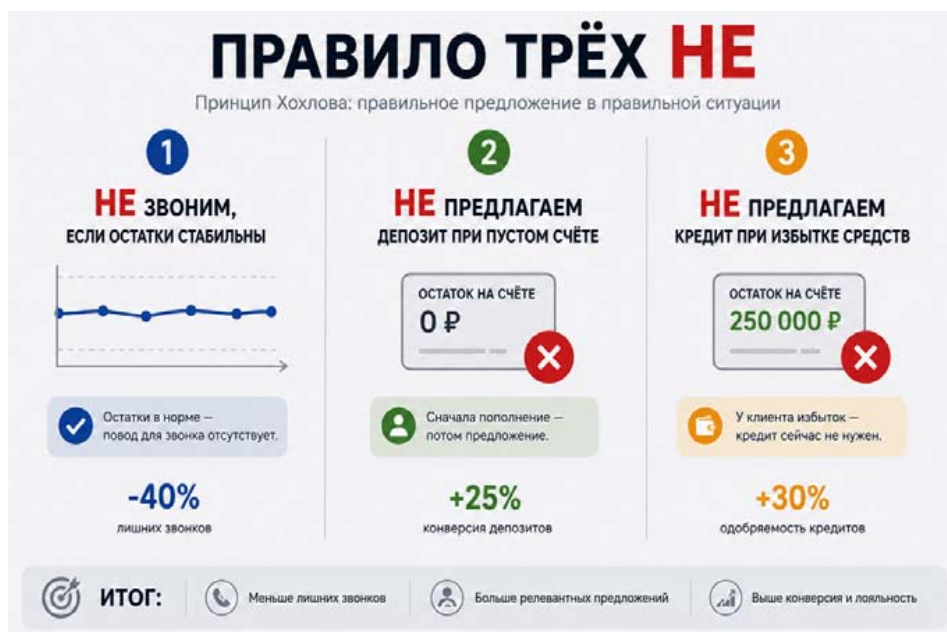 ПРАВИЛО ТРЁХ НЕ
Принцип Хохлова: правильное предложение в правильной ситуации
1
НЕ ЗВОНИМ,
ЕСЛИ ОСТАТКИ СТАБИЛЬНЫ
Остатки в норме —
повод для звонка отсутствует.
-40%
лишних звонков
2
НЕ ПРЕДЛАГАЕМ
ДЕПОЗИТ ПРИ ПУСТОМ СЧЁТЕ
ОСТАТОК НА СЧЁТЕ
0 ₽
Сначала пополнение —
потом предложение.
+25%
конверсия депозитов
3
НЕ ПРЕДЛАГАЕМ
КРЕДИТ ПРИ ИЗБЫТКЕ СРЕДСТВ
ОСТАТОК НА СЧЁТЕ
250 000 ₽
У клиента избыток —
кредит сейчас не нужен.
+30%
одобряемость кредитов
ИТОГ:
Меньше лишних звонков
Больше релевантных предложений
Выше конверсия и лояльность